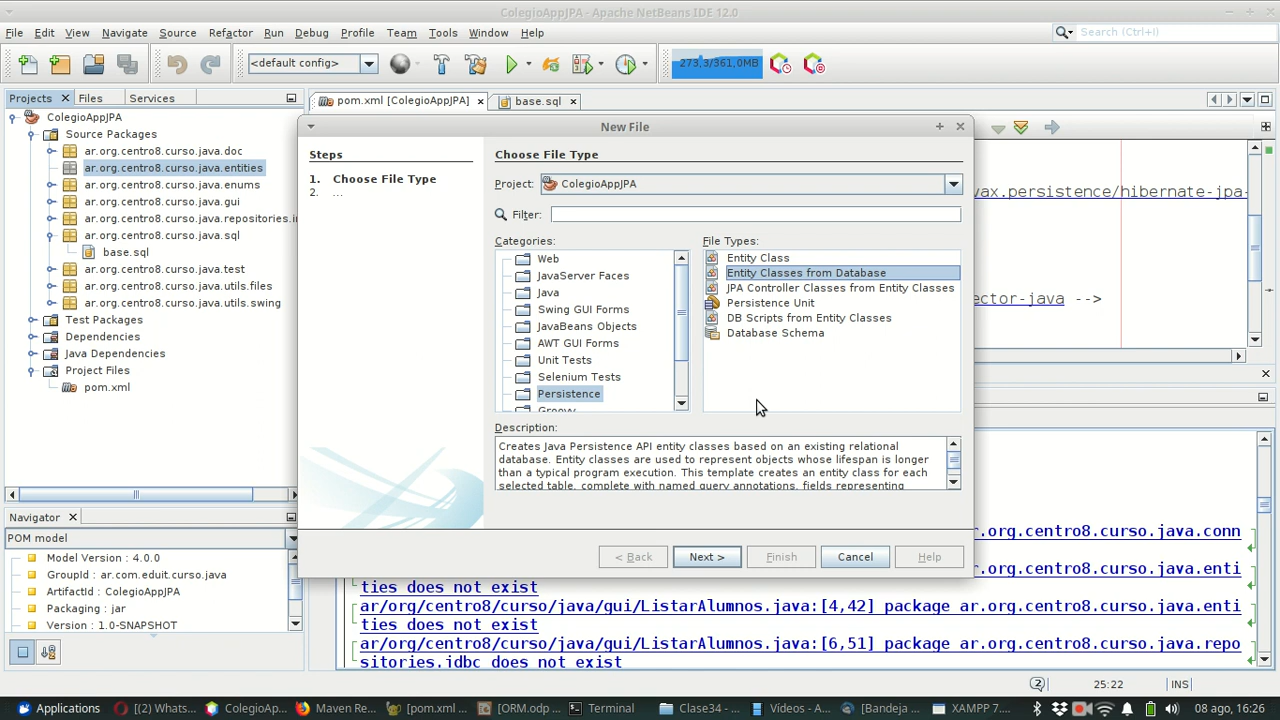 ColegioAppJPA - Apache NetBeans IDE 12.0
File Edit View Navigate Source Refactor Run Debug Profile Team Tools Window Help
Search (Ctrl+I)
<default config>
273,3/361,0MB
Projects Files Services
pom.xml [ColegioAppJPA] base.sql
ColegioAppJPA
Source Packages
ar.org.centro8.curso.java.doc
ar.org.centro8.curso.java.entities
ar.org.centro8.curso.java.enums
ar.org.centro8.curso.java.gui
ar.org.centro8.curso.java.repositories.in
ar.org.centro8.curso.java.sql
base.sql
ar.org.centro8.curso.java.test
ar.org.centro8.curso.java.utils.files
ar.org.centro8.curso.java.utils.swing
Test Packages
Dependencies
Java Dependencies
Project Files
pom.xml
Navigator
POM model
Model Version : 4.0.0
GroupId : ar.com.eduit.curso.java
ArtifactId : ColegioAppJPA
Packaging : jar
Version : 1.0-SNAPSHOT
New File
Steps
1. Choose File Type
2. ...
Choose File Type
Project: ColegioAppJPA
Filter:
Categories:
Web
JavaServer Faces
Java
Swing GUI Forms
JavaBeans Objects
AWT GUI Forms
Unit Tests
Selenium Tests
Persistence
Groovy
File Types:
Entity Class
Entity Classes from Database
JPA Controller Classes from Entity Classes
Persistence Unit
DB Scripts from Entity Classes
Database Schema
Description:
Creates Java Persistence API entity classes based on an existing relational
database. Entity classes are used to represent objects whose lifespan is longer
than a typical program execution. This template creates an entity class for each
selected table, complete with named query annotations, fields representing
< Back Next > Finish Cancel Help
vax.persistence/hibernate-jpa-
ector-java -->
ar.org.centro8.curso.java.conn
ar.org.centro8.curso.java.enti
ties does not exist
ar/org/centro8/curso/java/gui/ListarAlumnos.java:[4,42] package ar.org.centro8.curso.java.enti
ties does not exist
ar/org/centro8/curso/java/gui/ListarAlumnos.java:[6,51] package ar.org.centro8.curso.java.repo
sitories.jdbc does not exist
2 25:22 INS
Applications [(2) Whats... ColegioAp... Maven Re... [pom.xml ... [ORM.odp ... Terminal Clase34 -... Vídeos - A... [Bandeja ... XAMPP 7.... 08 ago, 16:26